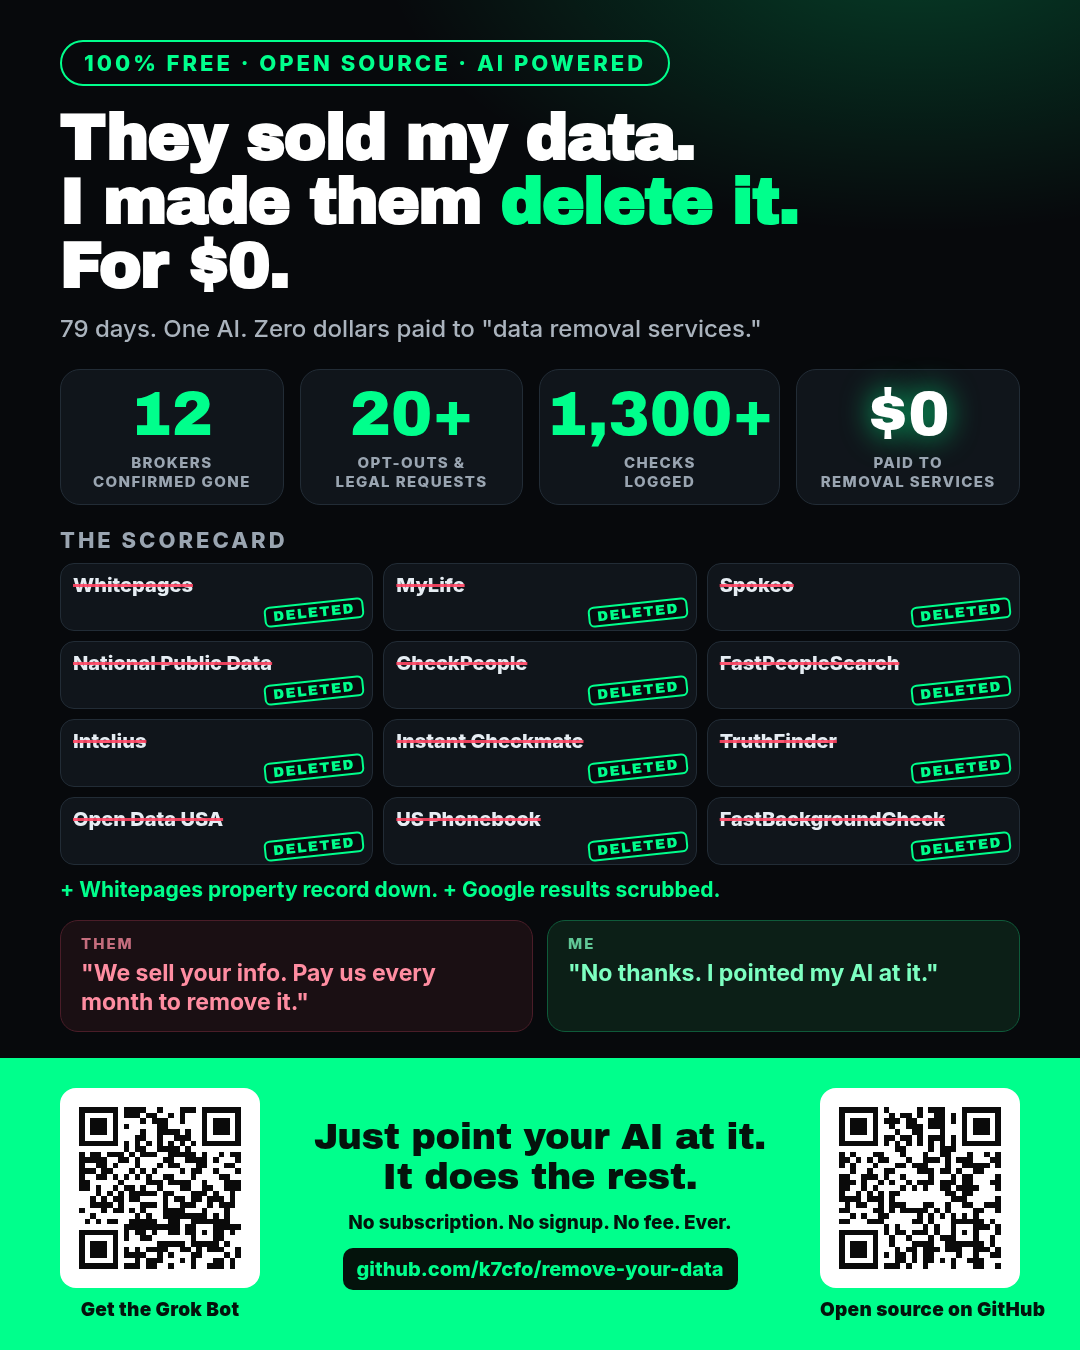 100% FREE · OPEN SOURCE · AI POWERED
They sold my data.
I made them delete it.
For $0.
79 days. One AI. Zero dollars paid to "data removal services."
12
BROKERS
CONFIRMED GONE
20+
OPT-OUTS &
LEGAL REQUESTS
1,300+
CHECKS
LOGGED
$0
PAID TO
REMOVAL SERVICES
THE SCORECARD
Whitepages
DELETED
MyLife
DELETED
Spokeo
DELETED
National Public Data
DELETED
CheckPeople
DELETED
FastPeopleSearch
DELETED
Intelius
DELETED
Instant Checkmate
DELETED
TruthFinder
DELETED
Open Data USA
DELETED
US Phonebook
DELETED
FastBackgroundCheck
DELETED
+ Whitepages property record down. + Google results scrubbed.
THEM
"We sell your info. Pay us every
month to remove it."
ME
"No thanks. I pointed my AI at it."
Get the Grok Bot
Just point your AI at it.
It does the rest.
No subscription. No signup. No fee. Ever.
github.com/k7cfo/remove-your-data
Open source on GitHub